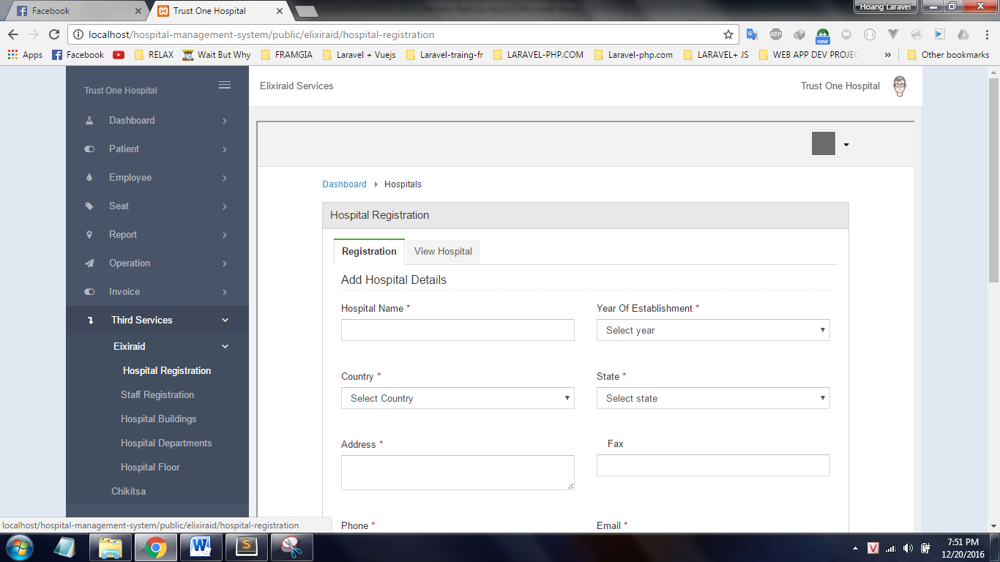 Facebook
Trust One Hospital
Hoang Laravel
localhost/hospital-management-system/public/elixiraid/hospital-registration
ABP
new
Apps Facebook RELAX Wait But Why FRAMGIA Laravel + Vuejs Laravel-traing-fr LARAVEL-PHP.COM Laravel-php.com LARAVEL+ JS WEB APP DEV PROJEC » Other bookmarks
Trust One Hospital
Elixiraid Services
Trust One Hospital
Dashboard
Patient
Employee
Seat
Report
Operation
Invoice
Third Services
Eixiraid
Hospital Registration
Staff Registration
Hospital Buildings
Hospital Departments
Hospital Floor
Chikitsa
Dashboard Hospitals
Hospital Registration
Registration View Hospital
Add Hospital Details
Hospital Name *
Year Of Establishment *
Select year
Country *
State *
Select Country
Select state
Address *
Fax
Phone *
Email *
localhost/hospital-management-system/public/elixiraid/hospital-registration
7:51 PM
12/20/2016